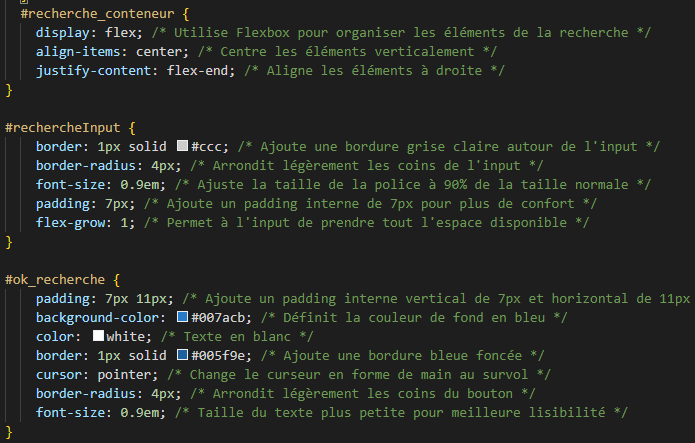 #recherche_conteneur {
display: flex; /* Utilise Flexbox pour organiser les éléments de la recherche */
align-items: center; /* Centre les éléments verticalement */
justify-content: flex-end; /* Aligne les éléments à droite */
}
#rechercheInput {
border: 1px solid #ccc; /* Ajoute une bordure grise claire autour de l'input */
border-radius: 4px; /* Arrondit légèrement les coins de l'input */
font-size: 0.9em; /* Ajuste la taille de la police à 90% de la taille normale */
padding: 7px; /* Ajoute un padding interne de 7px pour plus de confort */
flex-grow: 1; /* Permet à l'input de prendre tout l'espace disponible */
}
#ok_recherche {
padding: 7px 11px; /* Ajoute un padding interne vertical de 7px et horizontal de 11px
background-color: #007acb; /* Définit la couleur de fond en bleu */
color: white; /* Texte en blanc */
border: 1px solid #005f9e; /* Ajoute une bordure bleue foncée */
cursor: pointer; /* Change le curseur en forme de main au survol */
border-radius: 4px; /* Arrondit légèrement les coins du bouton */
font-size: 0.9em; /* Taille du texte plus petite pour meilleure lisibilité */
}